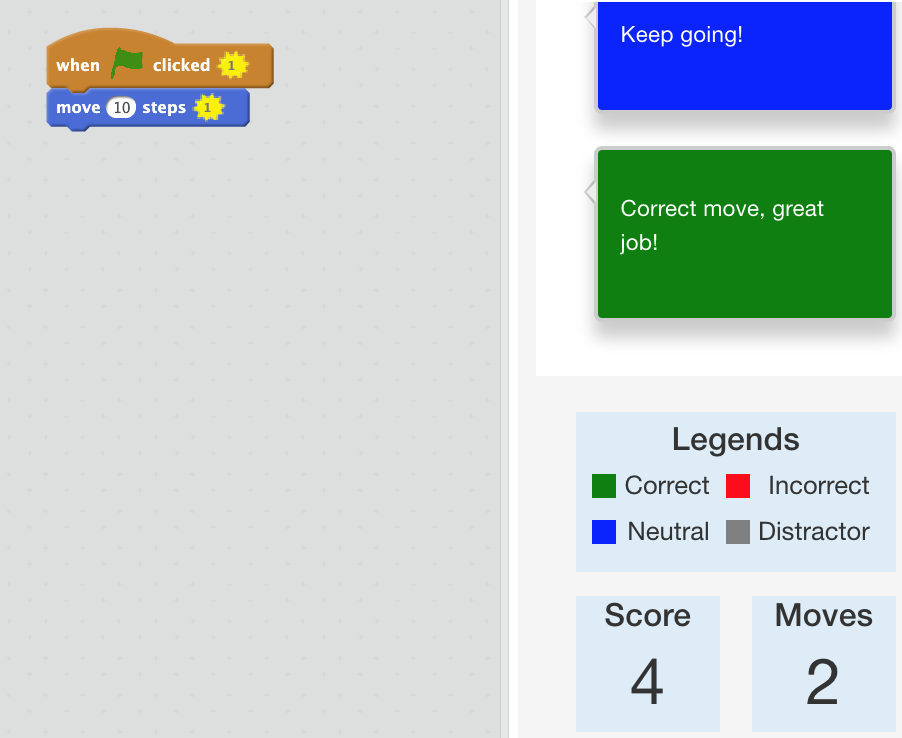 when clicked 1
move 10 steps 1
Keep going!
Correct move, great
job!
Legends
Correct Incorrect
Neutral Distractor
Score Moves
4 2